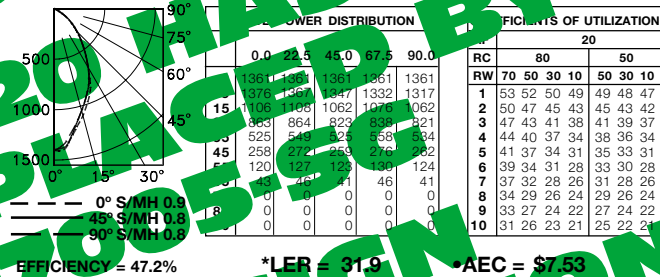 20 HAS
PLACED BY
7005-SG
90°
75°
60°
45°
500
1000
1500
0° 15° 30°
0° S/MH 0.9
45° S/MH 0.8
90° S/MH 0.8
EFFICIENCY = 47.2%
POWER DISTRIBUTION
0.0 22.5 45.0 67.5 90.0
1361 1361 1361 1361 1361
1376 1367 1347 1332 1317
15 1106 1108 1062 1076 1062
863 864 823 838 821
525 549 525 558 534
45 258 272 259 276 262
120 127 123 130 124
43 46 41 46 41
0 0 0 0 0
0 0 0 0 0
0 0 0 0 0
*LER = 31.9
OF UTILIZATION
20
RC 80 50
RW 70 50 30 10 50 30 10
1 53 52 50 49 49 48 47
2 50 47 45 43 45 43 42
3 47 43 41 38 41 39 37
4 44 40 37 34 38 36 34
5 41 37 34 31 35 33 31
6 39 34 31 28 33 30 28
7 37 32 28 26 31 28 26
8 34 29 26 24 29 26 24
9 33 27 24 22 27 24 22
10 31 26 23 21 25 22 21
•AEC = $7.53